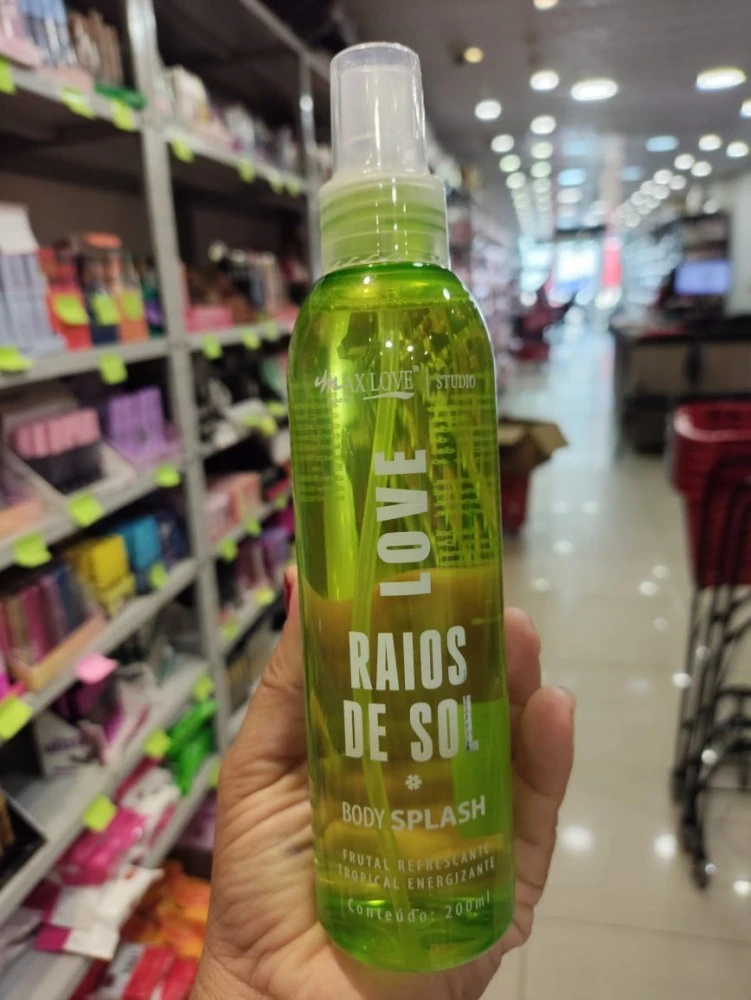 MAX LOVE | STUDIO
LOVE
RAIOS
DE SOL
BODY SPLASH
FRUTAL REFRESCANTE
TROPICAL ENERGIZANTE
Conteúdo: 200ml